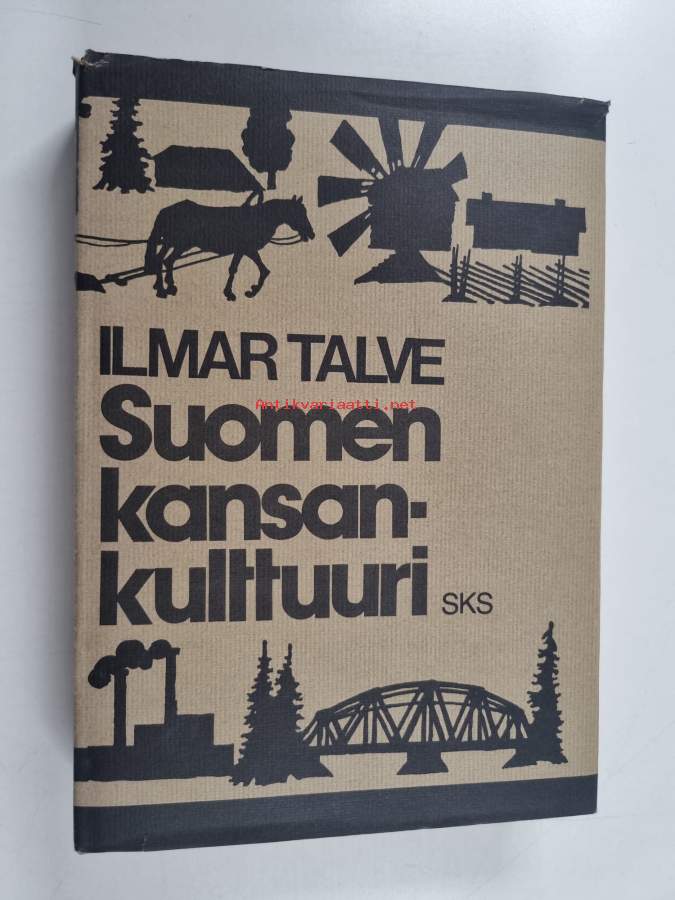 ILMAR TALVE
Antikvariaatti.net
Suomen
kansan-
kulttuuri SKS